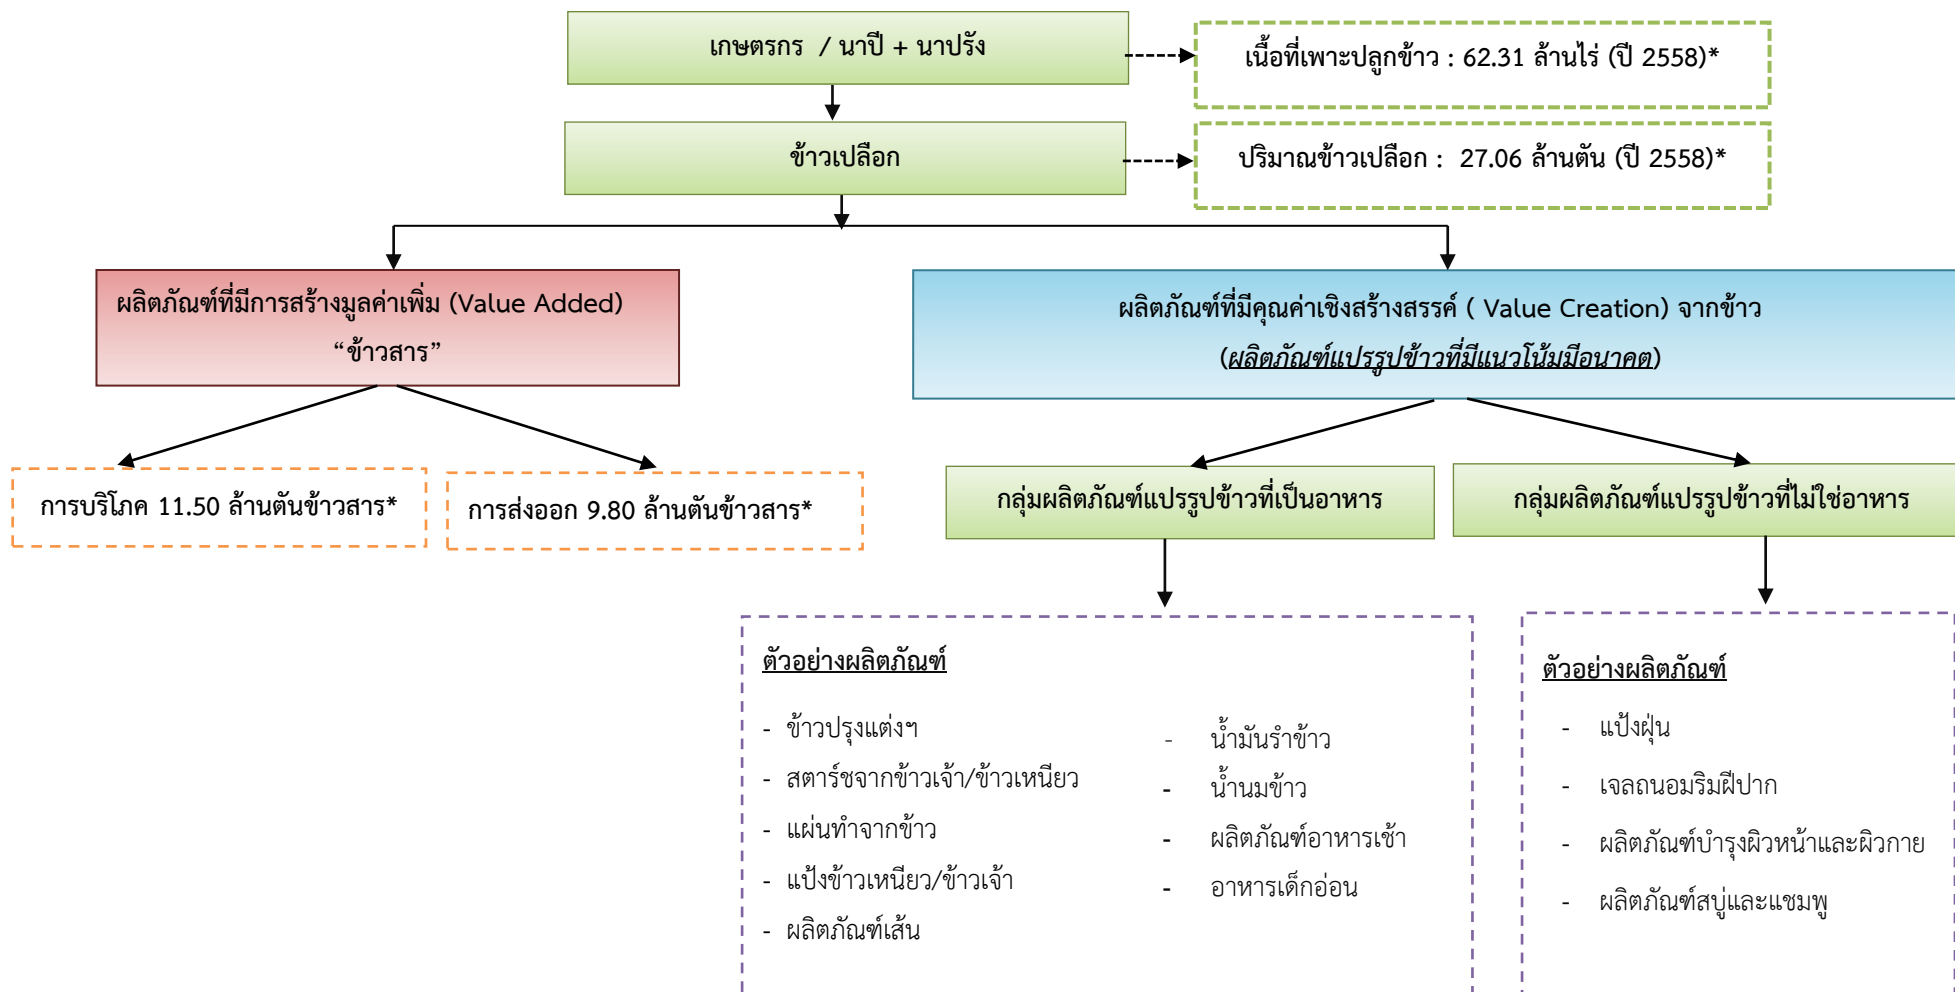 เกษตรกร / นาปี + นาปรัง
เนื้อที่เพาะปลูกข้าว : 62.31 ล้านไร่ (ปี 2558)*
ข้าวเปลือก
ปริมาณข้าวเปลือก : 27.06 ล้านตัน (ปี 2558)*
ผลิตภัณฑ์ที่มีการสร้างมูลค่าเพิ่ม (Value Added)
“ข้าวสาร”
ผลิตภัณฑ์ที่มีคุณค่าเชิงสร้างสรรค์ ( Value Creation) จากข้าว
(ผลิตภัณฑ์แปรรูปข้าวที่มีแนวโน้มมีอนาคต)
การบริโภค 11.50 ล้านตันข้าวสาร*
การส่งออก 9.80 ล้านตันข้าวสาร*
กลุ่มผลิตภัณฑ์แปรรูปข้าวที่เป็นอาหาร
กลุ่มผลิตภัณฑ์แปรรูปข้าวที่ไม่ใช่อาหาร
ตัวอย่างผลิตภัณฑ์
- ข้าวปรุงแต่งฯ
- สตาร์ชจากข้าวเจ้า/ข้าวเหนียว
- แผ่นทำจากข้าว
- แป้งข้าวเหนียว/ข้าวเจ้า
- ผลิตภัณฑ์เส้น
- น้ำมันรำข้าว
- น้ำนมข้าว
- ผลิตภัณฑ์อาหารเช้า
- อาหารเด็กอ่อน
ตัวอย่างผลิตภัณฑ์
- แป้งฝุ่น
- เจลถนอมริมฝีปาก
- ผลิตภัณฑ์บำรุงผิวหน้าและผิวกาย
- ผลิตภัณฑ์สบู่และแชมพู